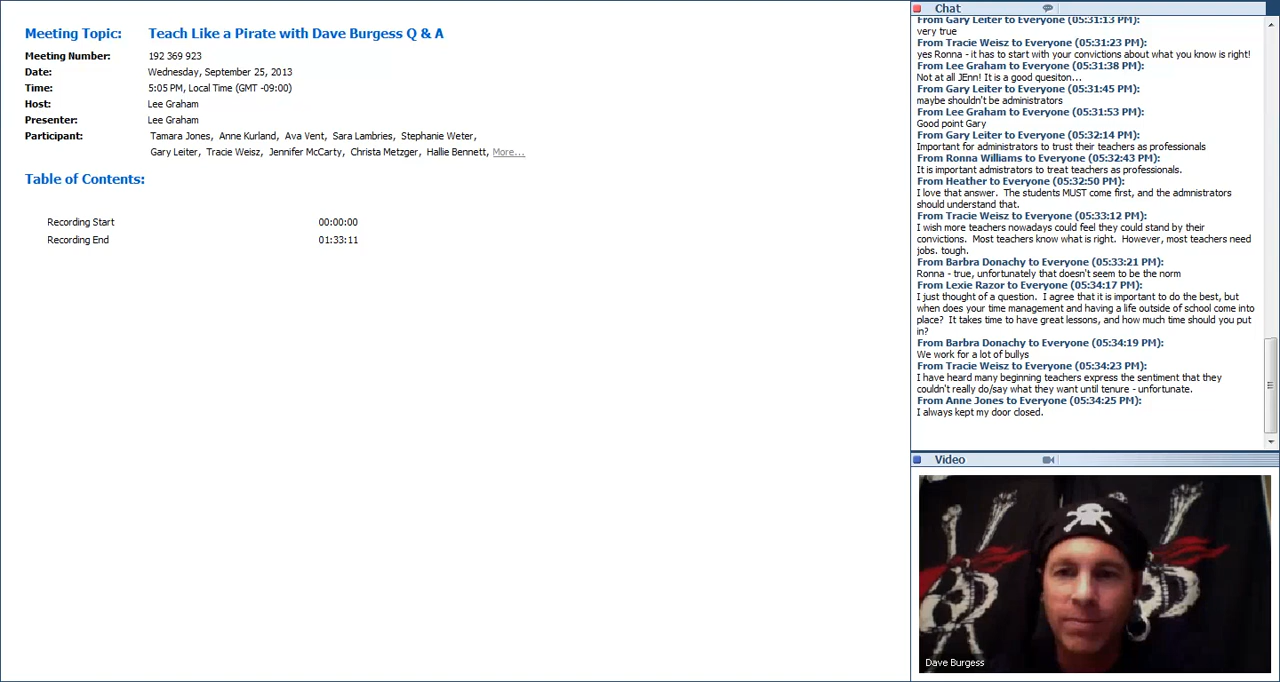 Meeting Topic: Teach Like a Pirate with Dave Burgess Q & A
Meeting Number: 192 369 923
Date: Wednesday, September 25, 2013
Time: 5:05 PM, Local Time (GMT -09:00)
Host: Lee Graham
Presenter: Lee Graham
Participant: Tamara Jones, Anne Kurland, Ava Vent, Sara Lambries, Stephanie Weter,
Gary Leiter, Tracie Weisz, Jennifer McCarty, Christa Metzger, Hallie Bennett, More...
Table of Contents:
Recording Start 00:00:00
Recording End 01:33:11
Chat
From Gary Leiter to Everyone (05:31:13 PM):
very true
From Tracie Weisz to Everyone (05:31:23 PM):
yes Ronna - it has to start with your convictions about what you know is right!
From Lee Graham to Everyone (05:31:38 PM):
Not at all JEnn! It is a good quesiton...
From Gary Leiter to Everyone (05:31:45 PM):
maybe shouldn't be administrators
From Lee Graham to Everyone (05:31:53 PM):
Good point Gary
From Gary Leiter to Everyone (05:32:14 PM):
Important for administrators to trust their teachers as professionals
From Ronna Williams to Everyone (05:32:43 PM):
It is important admistrators to treat teachers as professionals.
From Heather to Everyone (05:32:50 PM):
I love that answer. The students MUST come first, and the admnistrators
should understand that.
From Tracie Weisz to Everyone (05:33:12 PM):
I wish more teachers nowadays could feel they could stand by their
convictions. Most teachers know what is right. However, most teachers need
jobs. tough.
From Barbra Donachy to Everyone (05:33:21 PM):
Ronna - true, unfortunately that doesn't seem to be the norm
From Lexie Razor to Everyone (05:34:17 PM):
I just thought of a question. I agree that it is important to do the best, but
when does your time management and having a life outside of school come into
place? It takes time to have great lessons, and how much time should you put
in?
From Barbra Donachy to Everyone (05:34:19 PM):
We work for a lot of bullys
From Tracie Weisz to Everyone (05:34:23 PM):
I have heard many beginning teachers express the sentiment that they
couldn't really do/say what they want until tenure - unfortunate.
From Anne Jones to Everyone (05:34:25 PM):
I always kept my door closed.
Video
Dave Burgess